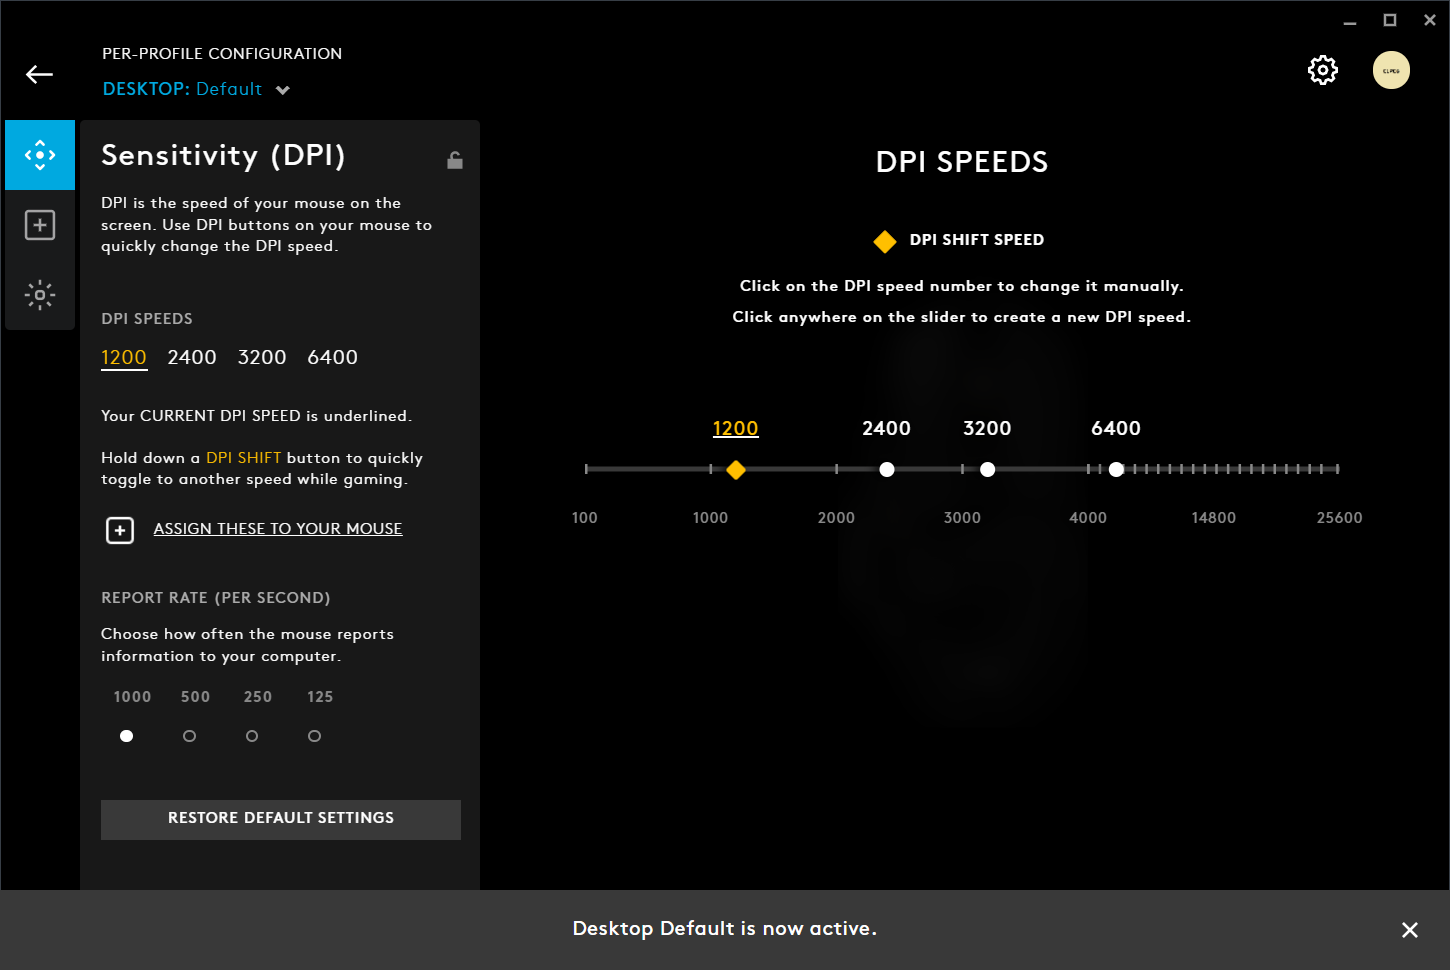 PER-PROFILE CONFIGURATION
DESKTOP: Default
Sensitivity (DPI)
DPI is the speed of your mouse on the
screen. Use DPI buttons on your mouse to
quickly change the DPI speed.
DPI SPEEDS
1200 2400 3200 6400
Your CURRENT DPI SPEED is underlined.
Hold down a DPI SHIFT button to quickly
toggle to another speed while gaming.
ASSIGN THESE TO YOUR MOUSE
REPORT RATE (PER SECOND)
Choose how often the mouse reports
information to your computer.
1000 500 250 125
RESTORE DEFAULT SETTINGS
DPI SPEEDS
DPI SHIFT SPEED
Click on the DPI speed number to change it manually.
Click anywhere on the slider to create a new DPI speed.
1200 2400 3200 6400
100 1000 2000 3000 4000 14800 25600
Desktop Default is now active.